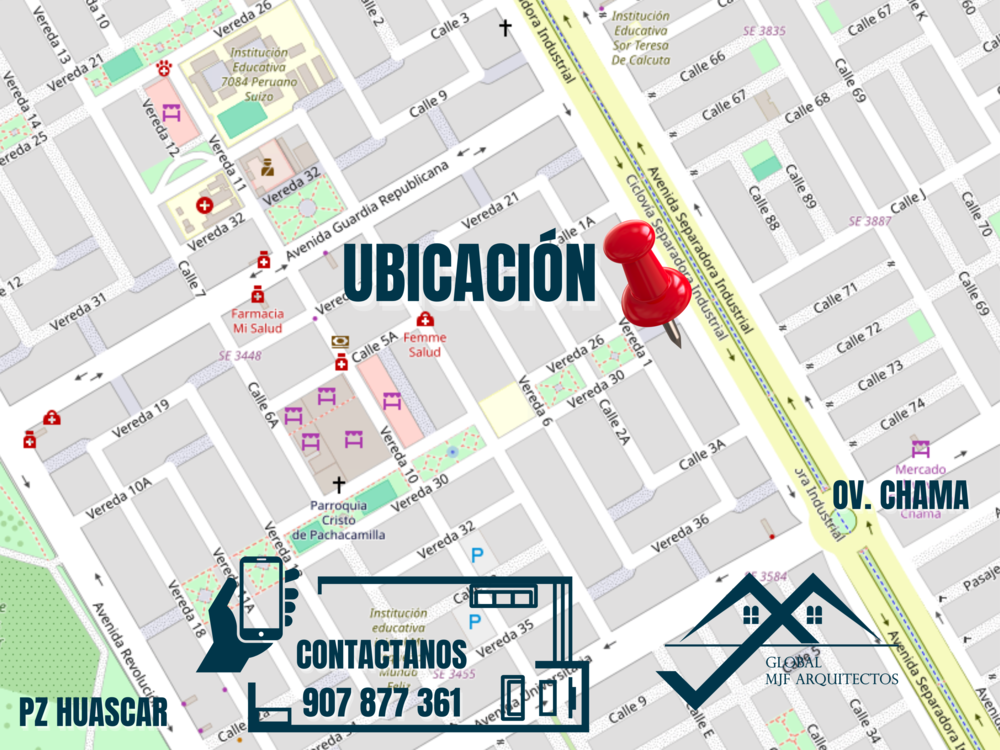 Vereda 26
Calle 2
Calle 3
Institución
Educativa
Sor Teresa
De Calcuta
SE 3835
Calle 67
Calle K
60
Vereda 13
Vereda 21
Institución
Educativa
7084 Peruano
Suizo
Calle 66
Calle 69
Vereda 14
Vereda 25
Vereda 12
Calle 9
Calle 67
Calle 68
Vereda 11
Vereda 32
Vereda 32
Avenida Guardia Republicana
Vereda 21
Calle 1A
Ciclovía Separadora Industrial
Avenida Separadora Industrial
Calle 88
Calle 89
Calle J
SE 3887
70
12
Vereda 31
Calle 7
UBICACIÓN
Farmacia
Mi Salud
Femme
Salud
SE 3448
Calle 5A
Calle 71
Calle 69
Calle 72
Calle 73
Calle 74
Vereda 26
Vereda 1
Vereda 30
Vereda 6
Calle 2A
Calle 3A
Vereda 19
Calle 6A
Vereda 10
Vereda 30
Vereda 10A
Parroquia
Cristo
de Pachacamilla
Vereda 32
Vereda 36
Mercado
OV. CHAMA
Chama
SE 3584
Pasaje
Vereda 18
Avenida Revolución
Institución
educativa
Mundo
Feliz
Vereda 35
SE 3455
CONTACTANOS
907 877 361
GLOBAL
MJF ARQUITECTOS
Calle 5
Calle 34
Avenida Separadora
PZ HUASCAR
Calle 9
Calle E